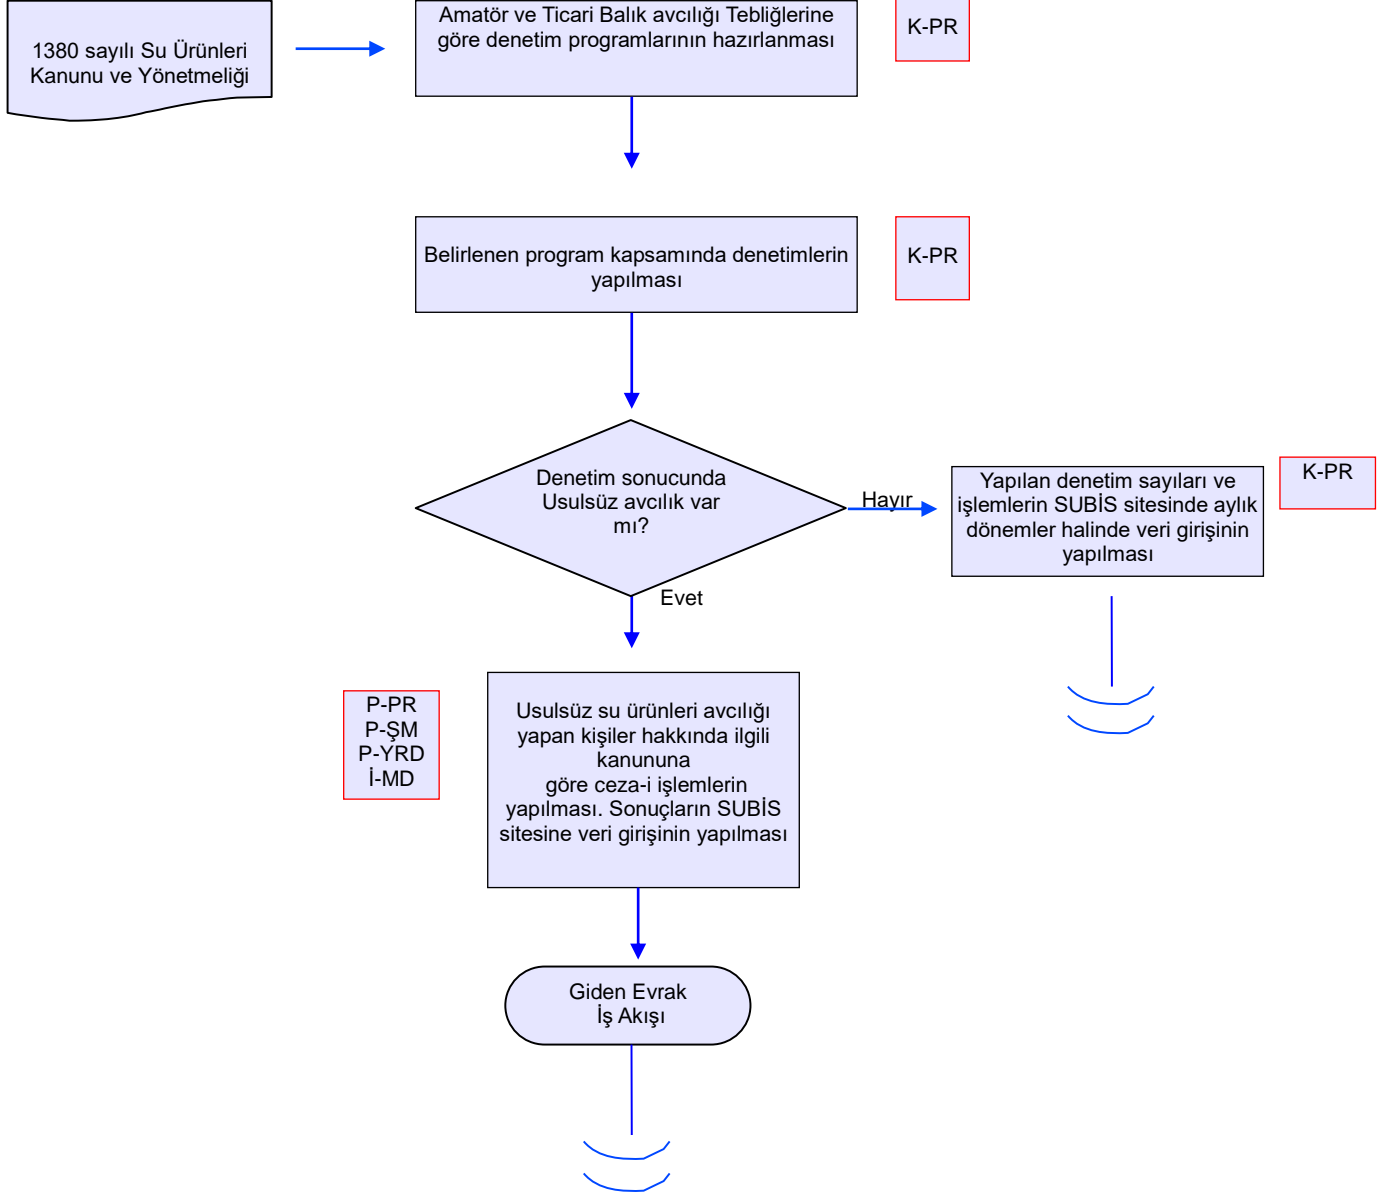 1380 sayılı Su Ürünleri
Kanunu ve Yönetmeliği
Amatör ve Ticari Balık avcılığı Tebliğlerine
göre denetim programlarının hazırlanması
K-PR
Belirlenen program kapsamında denetimlerin
yapılması
K-PR
Denetim sonucunda
Usulsüz avcılık var
mı?
Hayır
Yapılan denetim sayıları ve
işlemlerin SUBİS sitesinde aylık
dönemler halinde veri girişinin
yapılması
K-PR
Evet
P-PR
P-ŞM
P-YRD
İ-MD
Usulsüz su ürünleri avcılığı
yapan kişiler hakkında ilgili
kanununa
göre ceza-i işlemlerin
yapılması. Sonuçların SUBİS
sitesine veri girişinin yapılması
Giden Evrak
İş Akışı